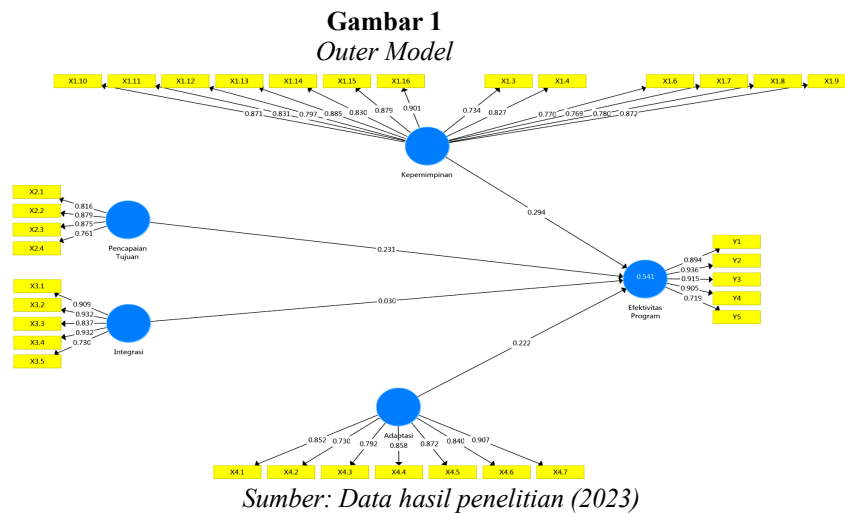 Gambar 1
Outer Model
X1.10 X1.11 X1.12 X1.13 X1.14 X1.15 X1.16 X1.3 X1.4 X1.6 X1.7 X1.8 X1.9
0.871 0.831 0.797 0.885 0.830 0.879 0.901 0.734 0.827 0.770 0.769 0.780 0.872
Kepemimpinan
X2.1
X2.2
X2.3
X2.4
0.816
0.879
0.875
0.761
Pencapaian
Tujuan
X3.1
X3.2
X3.3
X3.4
X3.5
0.909
0.932
0.837
0.932
0.730
Integrasi
0.294
0.231
0.030
0.222
0.541
Efektivitas
Program
0.894
0.936
0.915
0.905
0.719
Y1
Y2
Y3
Y4
Y5
Adaptasi
0.852 0.730 0.792 0.858 0.872 0.840 0.907
X4.1 X4.2 X4.3 X4.4 X4.5 X4.6 X4.7
Sumber: Data hasil penelitian (2023)